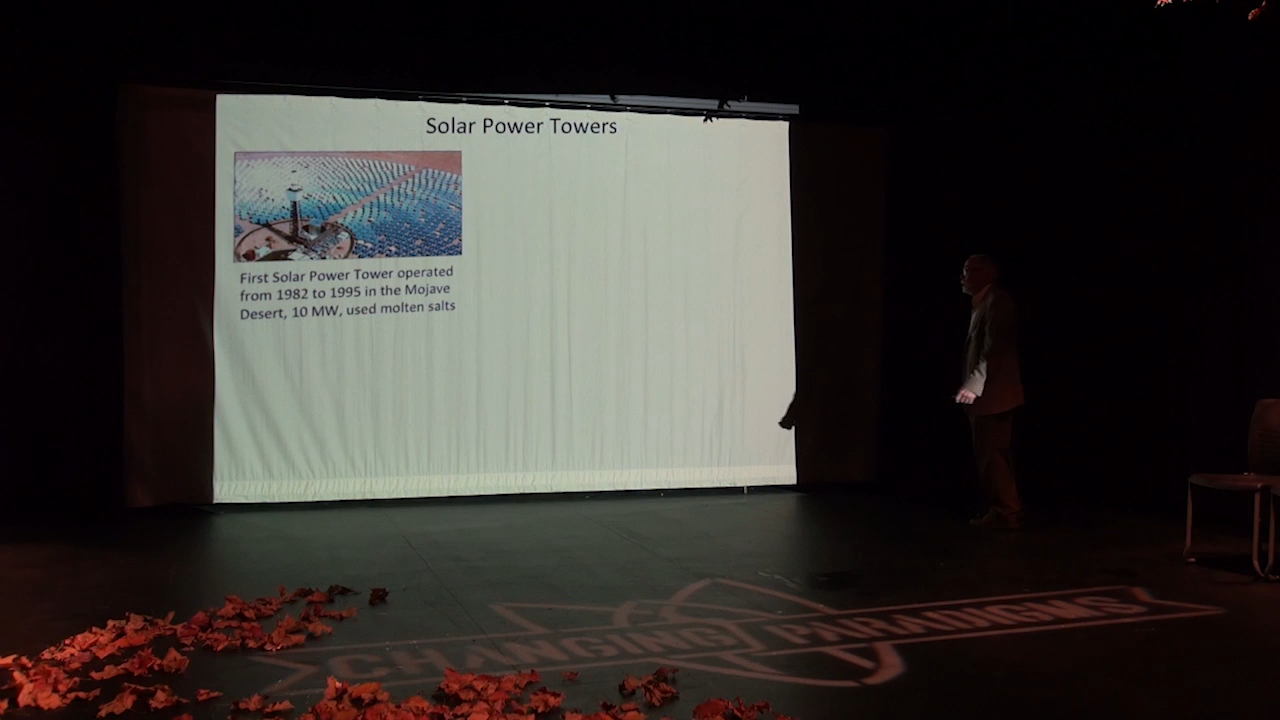 Solar Power Towers
First Solar Power Tower operated
from 1982 to 1995 in the Mojave
Desert, 10 MW, used molten salts
CHANGING PARADIGMS